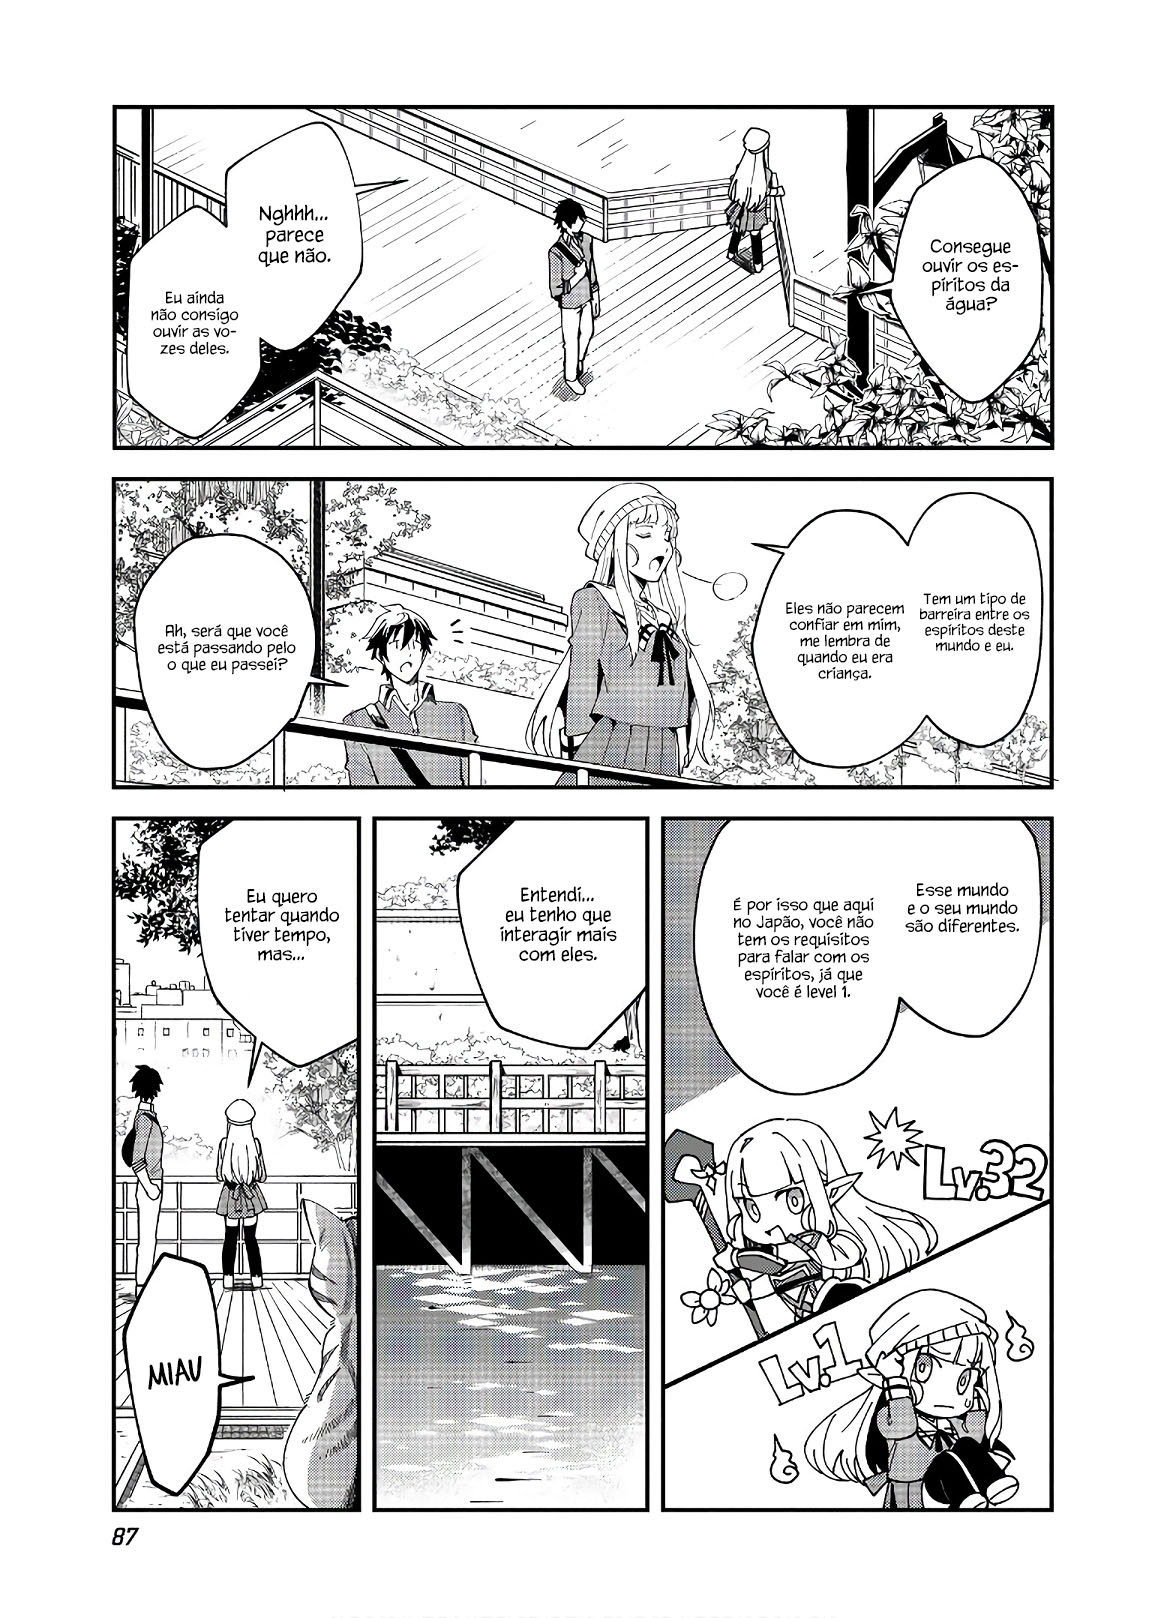 Consegue
ouvir os es-
píritos da
água?
Nghhh...
parece
que não.
Eu ainda
não consigo
ouvir as vo-
zes deles.
Tem um tipo de
barreira entre os
espíritos deste
mundo e eu.
Eles não parecem
confiar em mim,
me lembra de
quando eu era
criança.
Ah, será que você
está passando pelo
o que eu passei?
Esse mundo
e o seu mundo
são diferentes.
É por isso que aqui
no Japão, você não
tem os requisitos
para falar com os
espíritos, já que
você é level 1.
Lv.32
Lv.1
Entendi...
eu tenho que
interagir mais
com eles.
Eu quero
tentar quando
tiver tempo,
mas...
MIAU
87